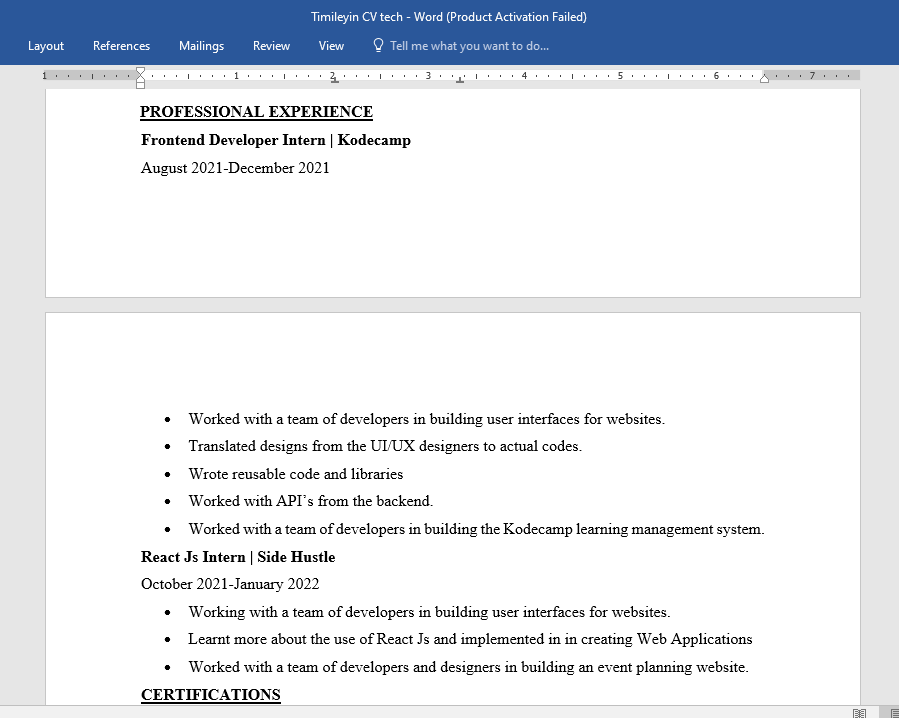 Timileyin CV tech - Word (Product Activation Failed)
Layout References Mailings Review View Tell me what you want to do...
1 1 2 3 4 5 6 7
PROFESSIONAL EXPERIENCE
Frontend Developer Intern | Kodecamp
August 2021-December 2021
• Worked with a team of developers in building user interfaces for websites.
• Translated designs from the UI/UX designers to actual codes.
• Wrote reusable code and libraries
• Worked with API’s from the backend.
• Worked with a team of developers in building the Kodecamp learning management system.
React Js Intern | Side Hustle
October 2021-January 2022
• Working with a team of developers in building user interfaces for websites.
• Learnt more about the use of React Js and implemented in in creating Web Applications
• Worked with a team of developers and designers in building an event planning website.
CERTIFICATIONS